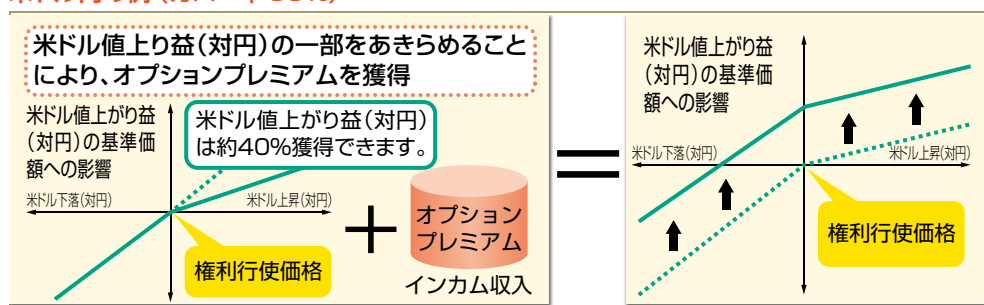 米ドル値上り益(対円)の一部をあきらめること
により、オプションプレミアムを獲得
米ドル値上がり益
(対円)の基準価
額への影響
米ドル値上がり益(対円)
は約40%獲得できます。
米ドル下落(対円)
米ドル上昇(対円)
権利行使価格
+
オプション
プレミアム
インカム収入
=
米ドル値上がり益
(対円)の基準価
額への影響
米ドル下落(対円)
米ドル上昇(対円)
権利行使価格